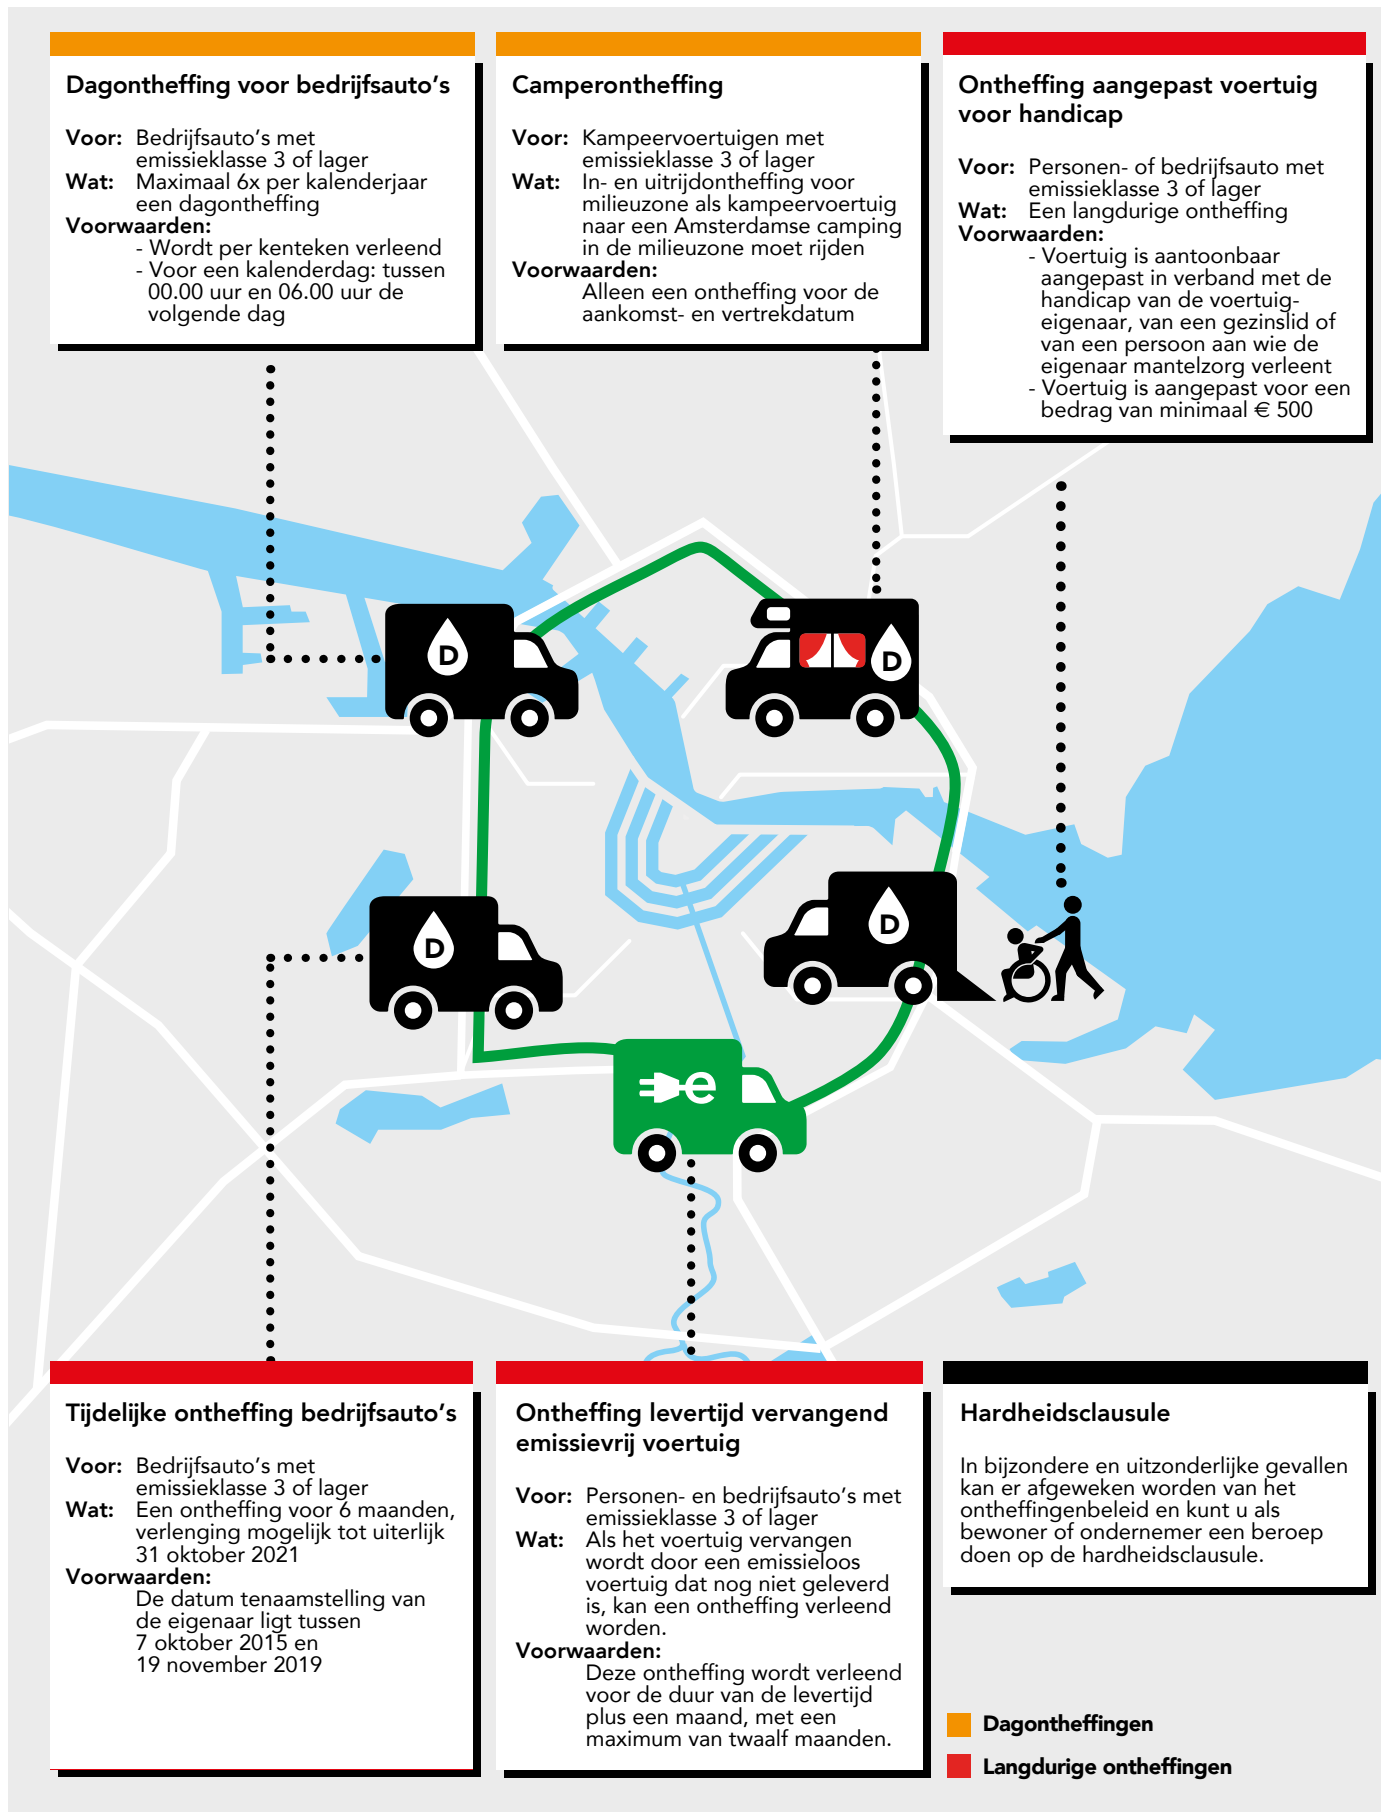 Dagontheffing voor bedrijfsauto's
Voor: Bedrijfsauto's met
emissieklasse 3 of lager
Wat: Maximaal 6x per kalenderjaar
een dagontheffing
Voorwaarden:
- Wordt per kenteken verleend
- Voor een kalenderdag: tussen
00.00 uur en 06.00 uur de
volgende dag
Camperontheffing
Voor: Kampeervoertuigen met
emissieklasse 3 of lager
Wat: In- en uitrijdontheffing voor
milieuzone als kampeervoertuig
naar een Amsterdamse camping
in de milieuzone moet rijden
Voorwaarden:
Alleen een ontheffing voor de
aankomst- en vertrekdatum
Ontheffing aangepast voertuig
voor handicap
Voor: Personen- of bedrijfsauto met
emissieklasse 3 of lager
Wat: Een langdurige ontheffing
Voorwaarden:
- Voertuig is aantoonbaar
aangepast in verband met de
handicap van de voertuig-
eigenaar, van een gezinslid of
van een persoon aan wie de
eigenaar mantelzorg verleent
- Voertuig is aangepast voor een
bedrag van minimaal € 500
D
D
D
D
e
Tijdelijke ontheffing bedrijfsauto's
Voor: Bedrijfsauto's met
emissieklasse 3 of lager
Wat: Een ontheffing voor 6 maanden,
verlenging mogelijk tot uiterlijk
31 oktober 2021
Voorwaarden:
De datum tenaamstelling van
de eigenaar ligt tussen
7 oktober 2015 en
19 november 2019
Ontheffing levertijd vervangend
emissievrij voertuig
Voor: Personen- en bedrijfsauto's met
emissieklasse 3 of lager
Wat: Als het voertuig vervangen
wordt door een emissieloos
voertuig dat nog niet geleverd
is, kan een ontheffing verleend
worden.
Voorwaarden:
Deze ontheffing wordt verleend
voor de duur van de levertijd
plus een maand, met een
maximum van twaalf maanden.
Hardheidsclausule
In bijzondere en uitzonderlijke gevallen
kan er afgeweken worden van het
ontheffingenbeleid en kunt u als
bewoner of ondernemer een beroep
doen op de hardheidsclausule.
Dagontheffingen
Langdurige ontheffingen